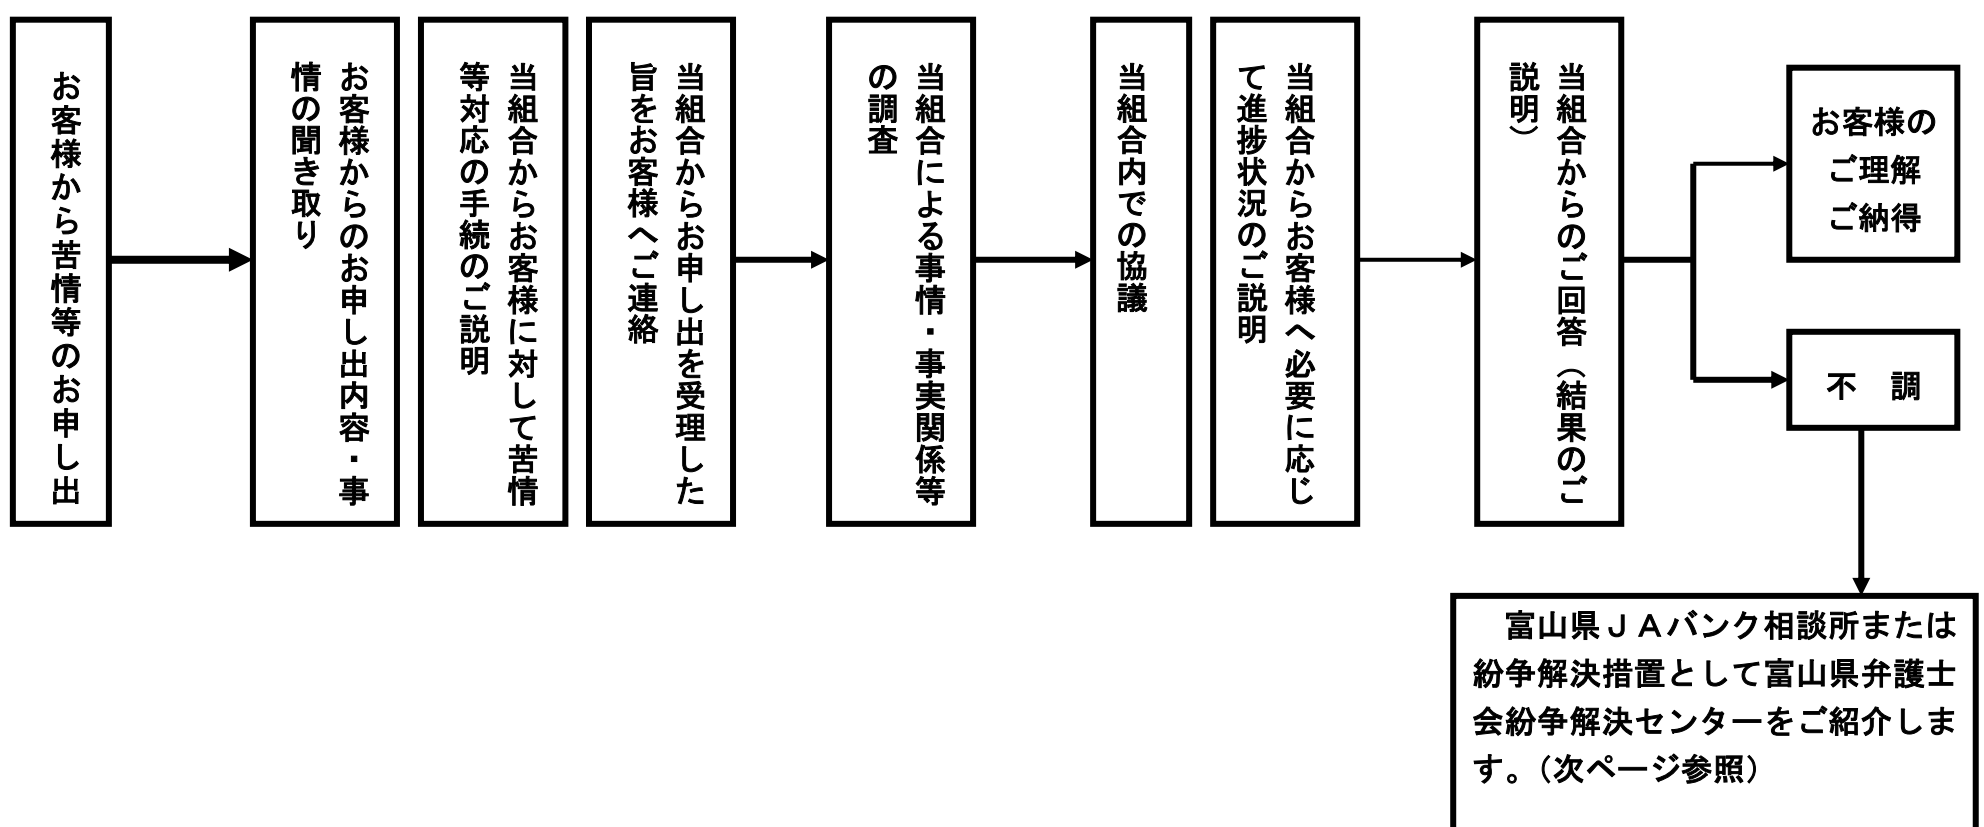 お客様から苦情等のお申し出
お客様からのお申し出内容・事
情の聞き取り
当組合からお客様に対して苦情
等対応の手続のご説明
当組合からお申し出を受理した
旨をお客様へご連絡
当組合による事情・事実関係等
の調査
当組合内での協議
当組合からお客様へ必要に応じ
て進捗状況のご説明
当組合からのご回答（結果のご
説明）
お客様の
ご理解
ご納得
不　調
富山県ＪＡバンク相談所または
紛争解決措置として富山県弁護士
会紛争解決センターをご紹介しま
す。（次ページ参照）